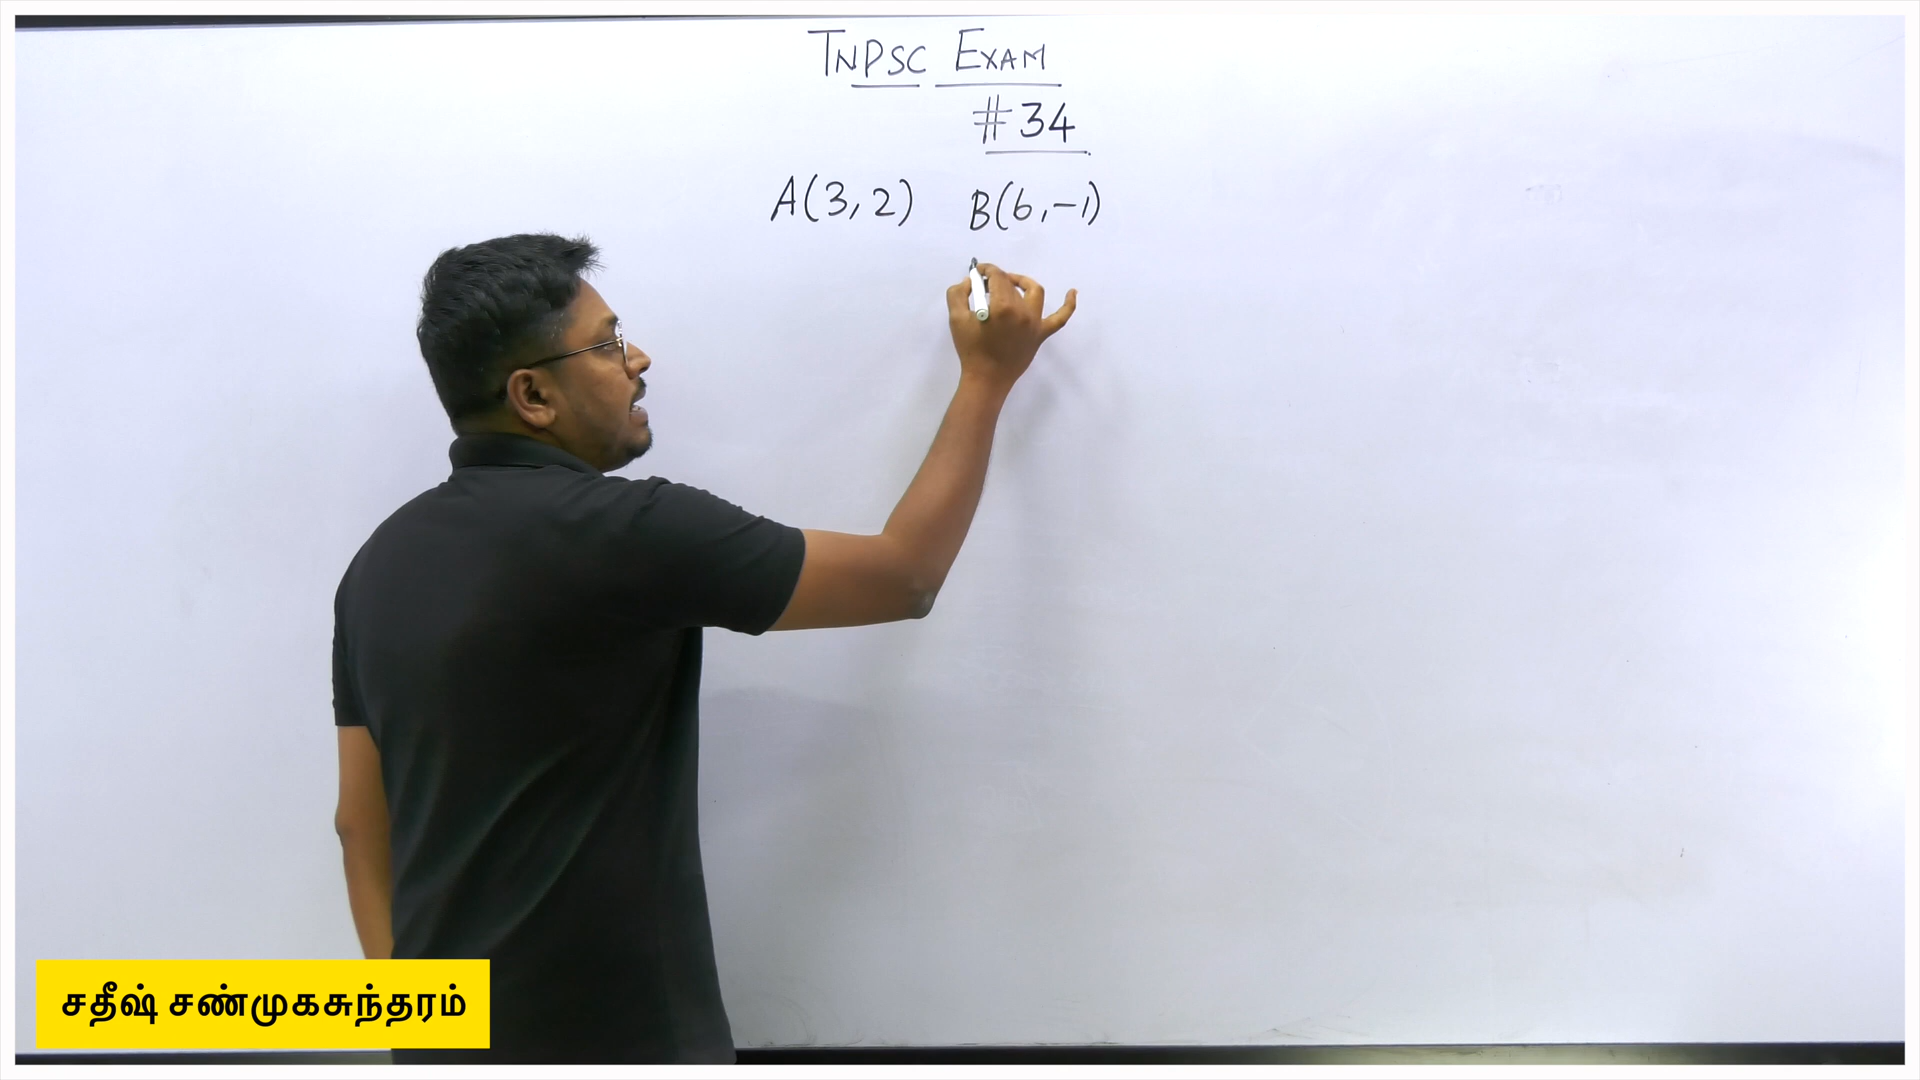 TNPSC EXAM
#34
A(3,2) B(6,-1)
சதீஷ் சண்முகசுந்தரம்